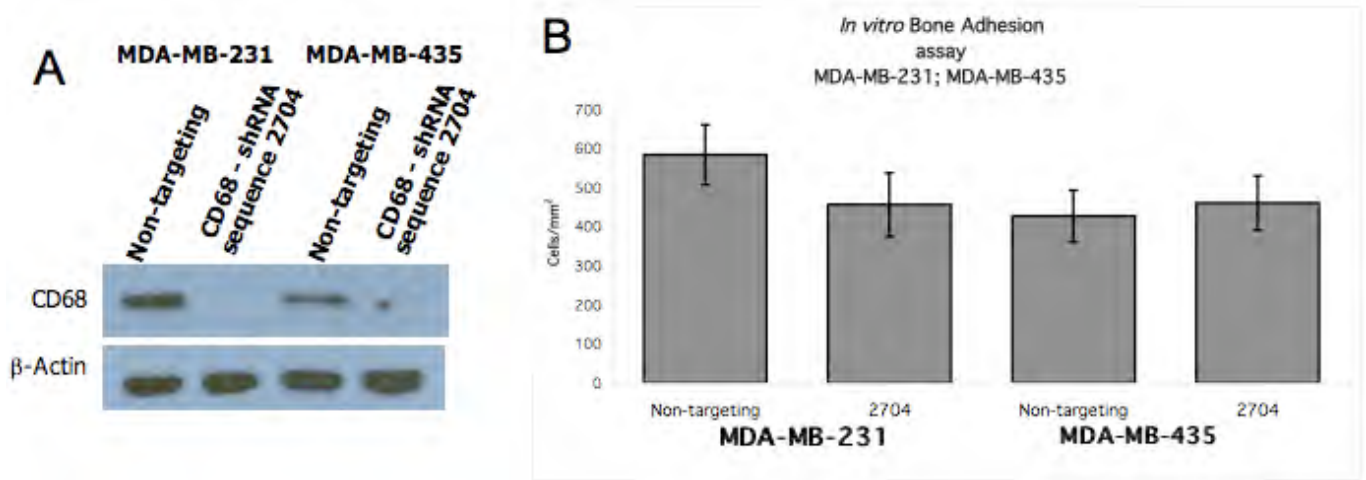 A
MDA-MB-231 MDA-MB-435
Non-targeting
CD68 - shRNA
sequence 2704
Non-targeting
CD68 - shRNA
sequence 2704
CD68
β-Actin
B
In vitro Bone Adhesion
assay
MDA-MB-231; MDA-MB-435
Cells/mm²
700
600
500
400
300
200
100
0
Non-targeting 2704 Non-targeting 2704
MDA-MB-231 MDA-MB-435